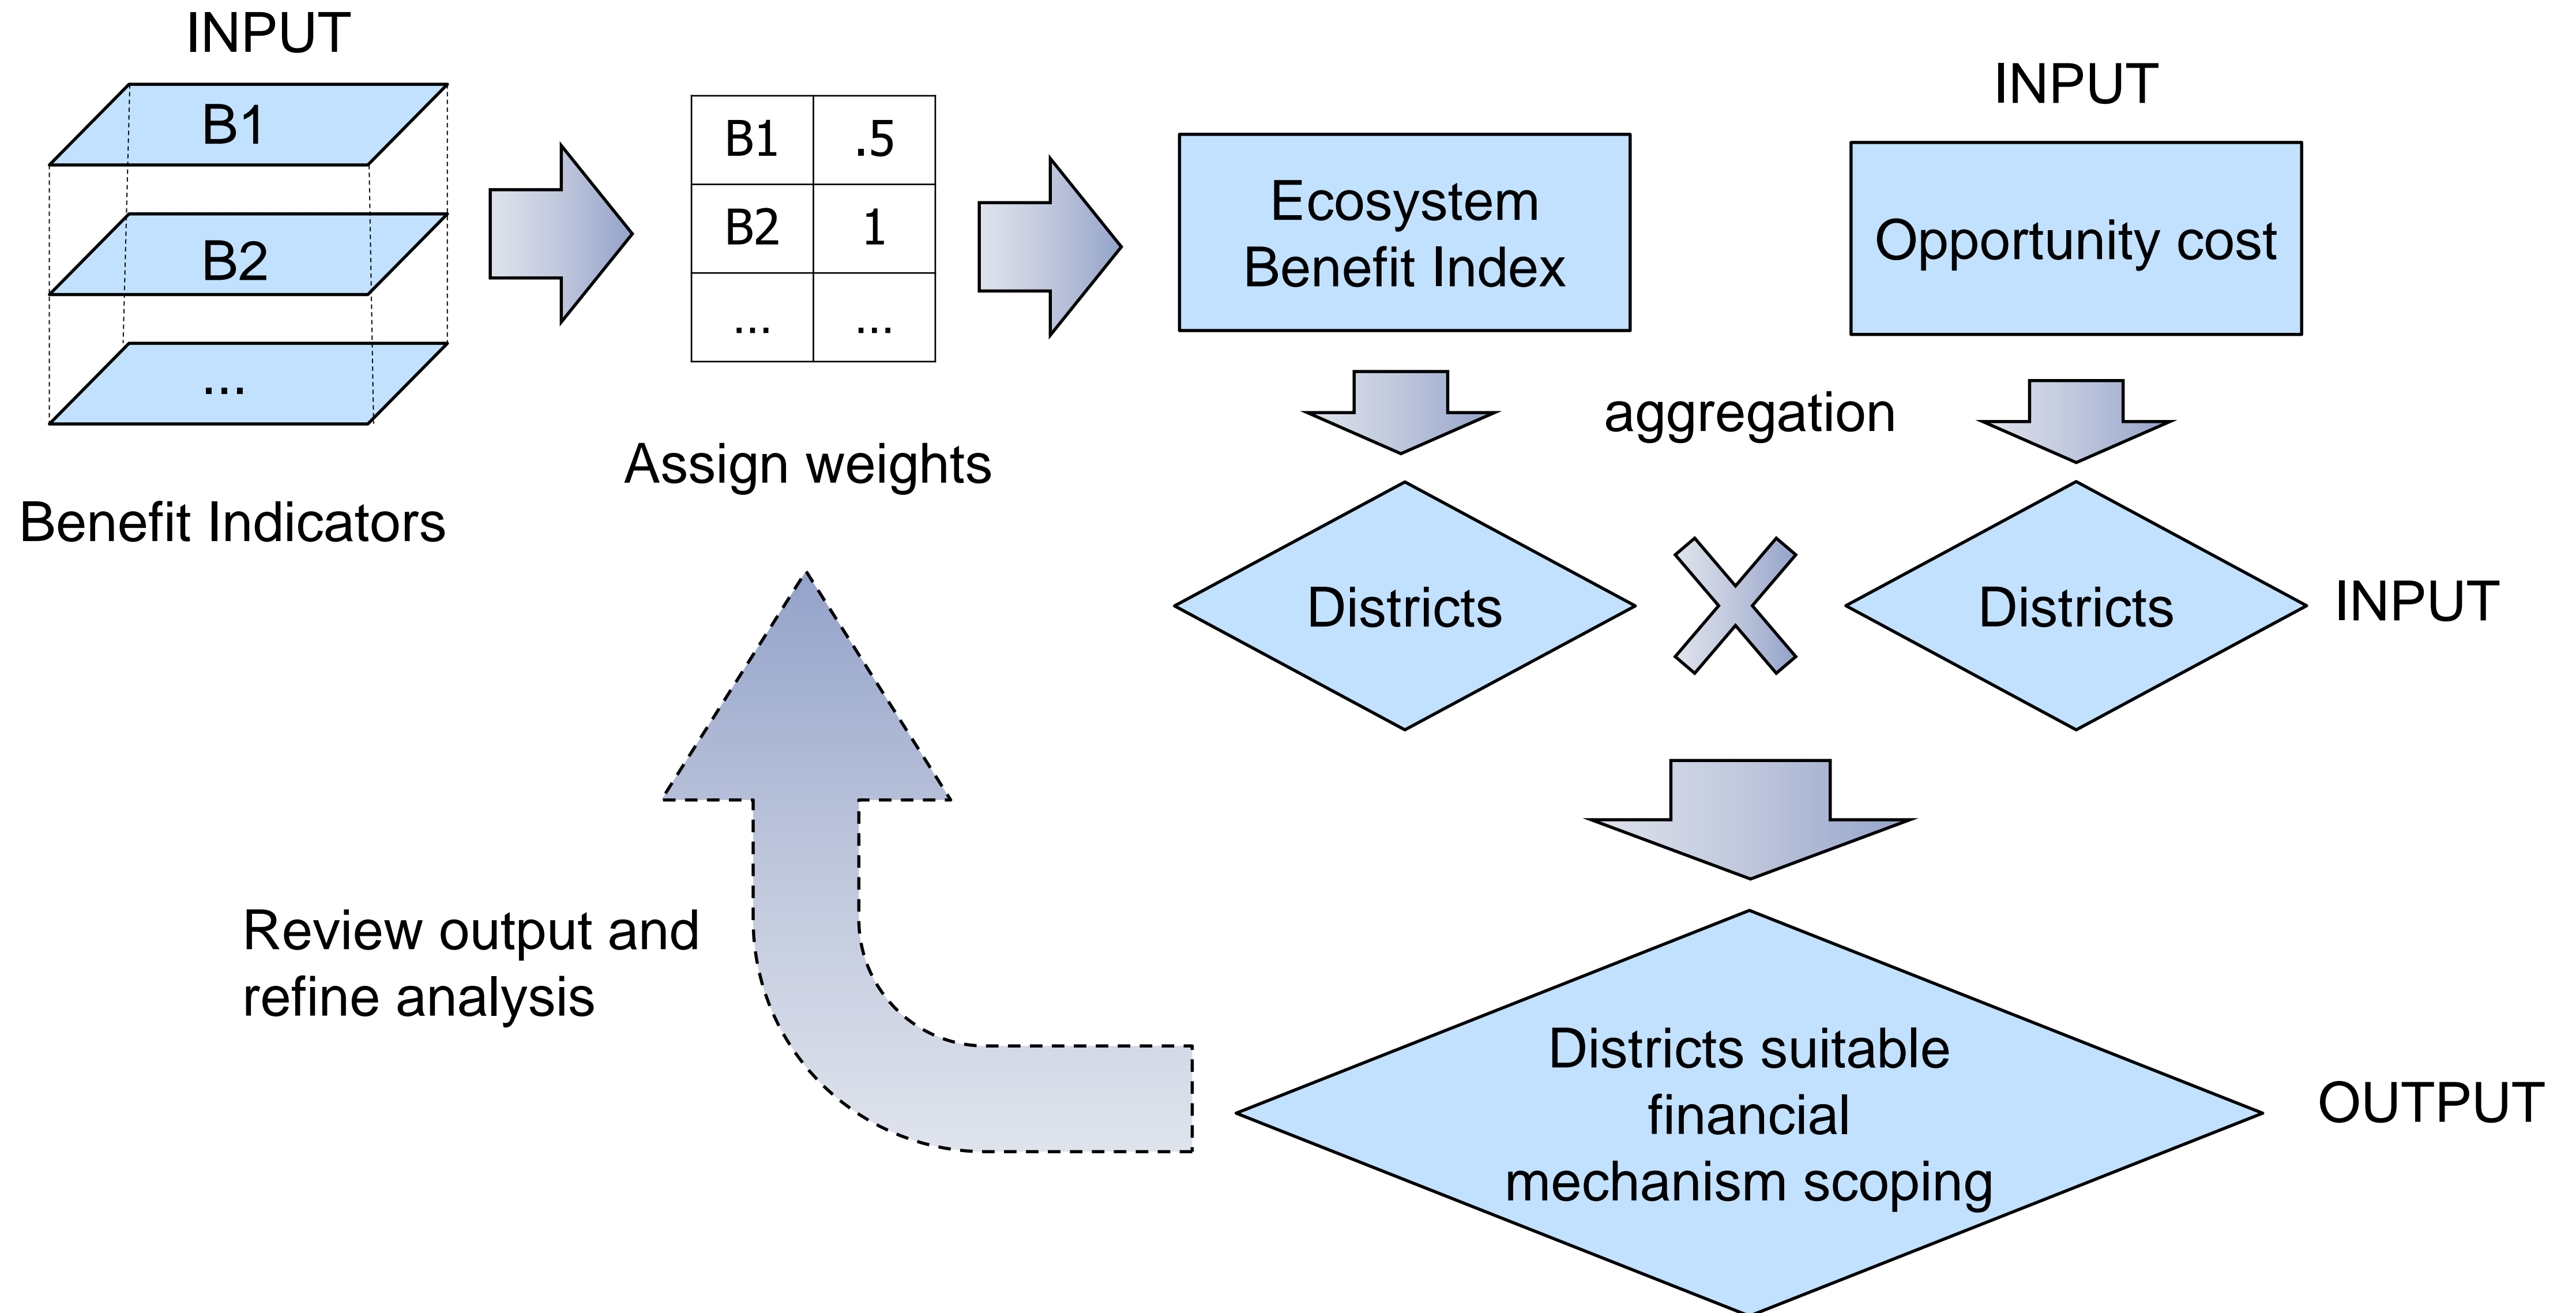 INPUT
B1
B2
...
Benefit Indicators
B1 .5
B2 1
... ...
Assign weights
Ecosystem
Benefit Index
INPUT
Opportunity cost
aggregation
Districts
Districts
INPUT
Districts suitable
financial
mechanism scoping
OUTPUT
Review output and
refine analysis